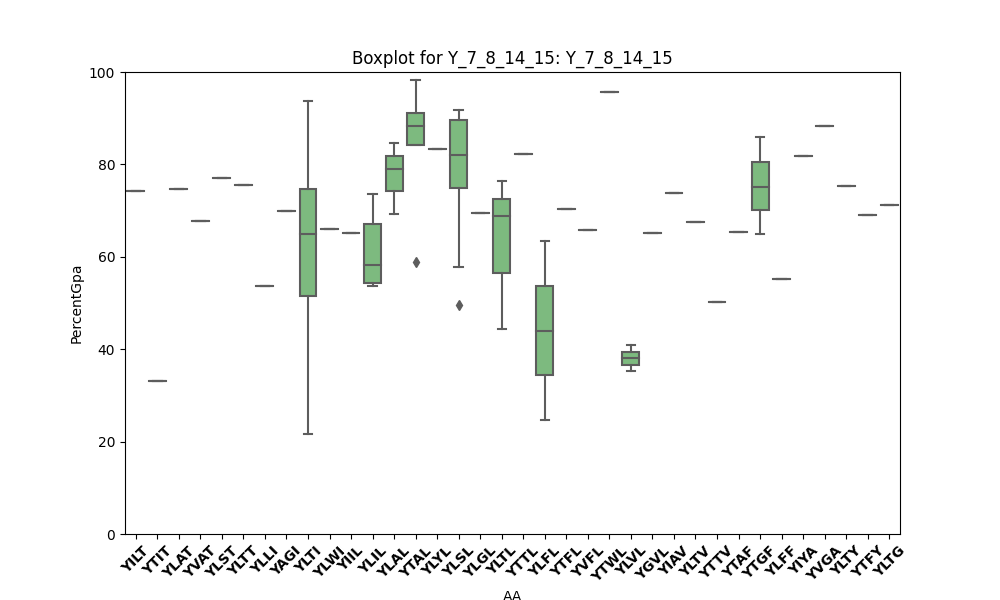 Boxplot for Y_7_8_14_15: Y_7_8_14_15
100
80
60
40
20
0
PercentGpa
YILT YTIT YLAT YVAT YLST YLTT YLLI YAGI YLTI YLWI YIIL YLIL YLAL YTAL YLYL YLSL YLGL YLTL YTTL YLFL YTFL YVFL YTWL YLVL YGVL YIAV YLTV YTTV YTAF YTGF YLFF YIYA YVGA YLTY YTFY YLTG
AA